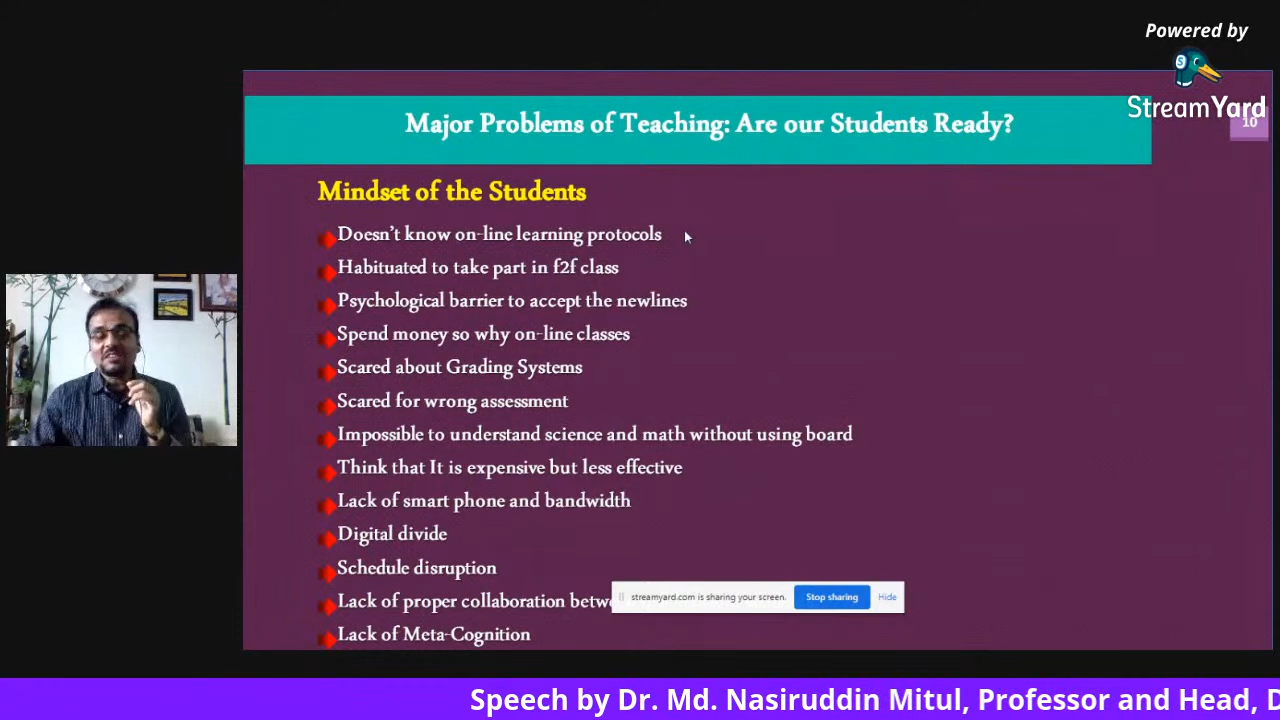 Powered by
StreamYard
10
Major Problems of Teaching: Are our Students Ready?
Mindset of the Students
Doesn't know on-line learning protocols
Habituated to take part in f2f class
Psychological barrier to accept the newlines
Spend money so why on-line classes
Scared about Grading Systems
Scared for wrong assessment
Impossible to understand science and math without using board
Think that It is expensive but less effective
Lack of smart phone and bandwidth
Digital divide
Schedule disruption
Lack of proper collaboration
streamyard.com is sharing your screen.
Stop sharing
Hide
Lack of Meta-Cognition
Speech by Dr. Md. Nasiruddin Mitul, Professor and Head,